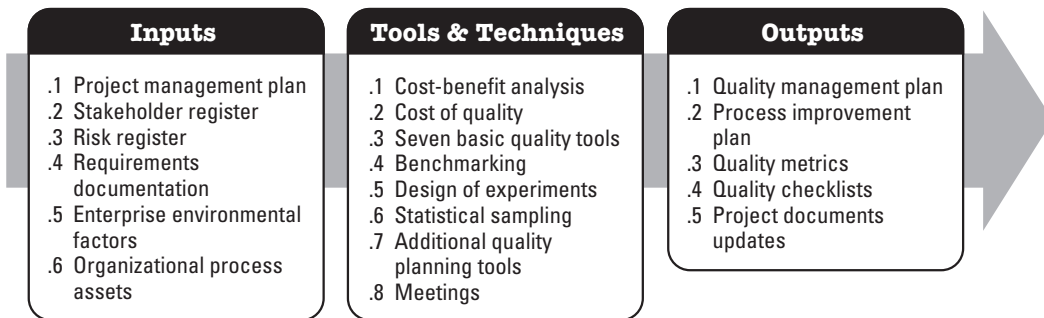 Inputs
.1 Project management plan
.2 Stakeholder register
.3 Risk register
.4 Requirements
documentation
.5 Enterprise environmental
factors
.6 Organizational process
assets
Tools & Techniques
.1 Cost-benefit analysis
.2 Cost of quality
.3 Seven basic quality tools
.4 Benchmarking
.5 Design of experiments
.6 Statistical sampling
.7 Additional quality
planning tools
.8 Meetings
Outputs
.1 Quality management plan
.2 Process improvement
plan
.3 Quality metrics
.4 Quality checklists
.5 Project documents
updates